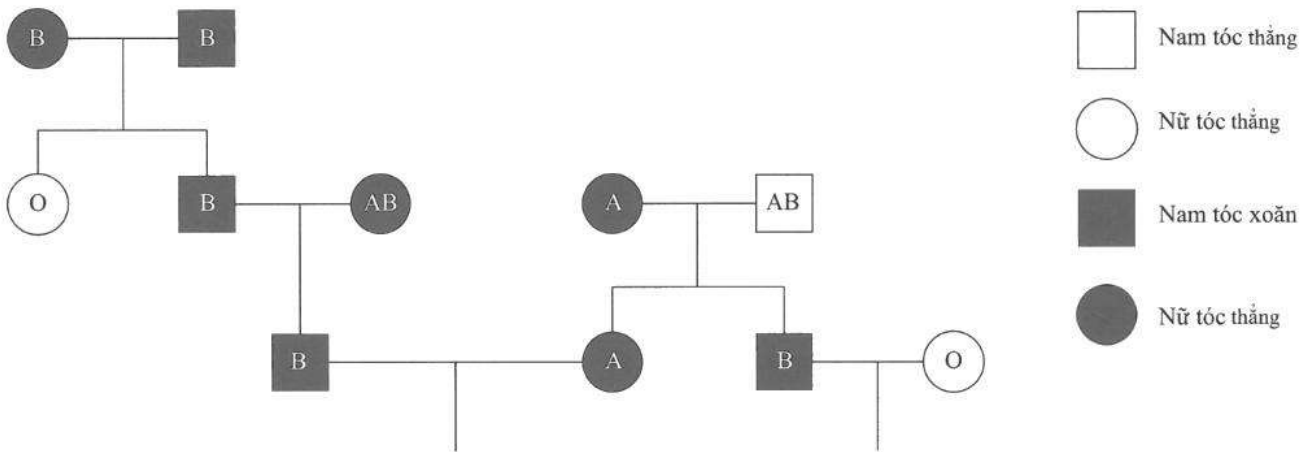 B B
Nam tóc thẳng
Nữ tóc thẳng
O B AB A AB
Nam tóc xoăn
Nữ tóc thẳng
B A B O